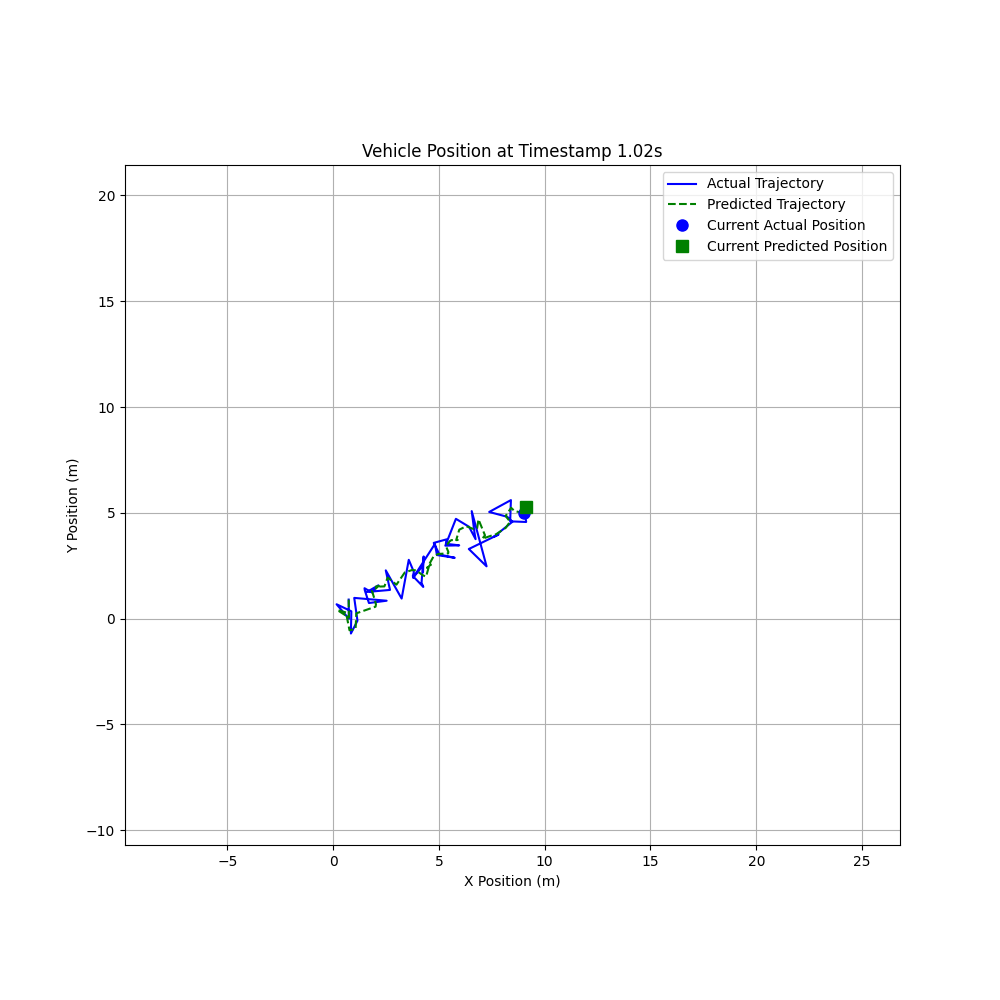 Vehicle Position at Timestamp 1.02s
Actual Trajectory
Predicted Trajectory
Current Actual Position
Current Predicted Position
20
15
10
5
0
−5
−10
Y Position (m)
−5
0
5
10
15
20
25
X Position (m)